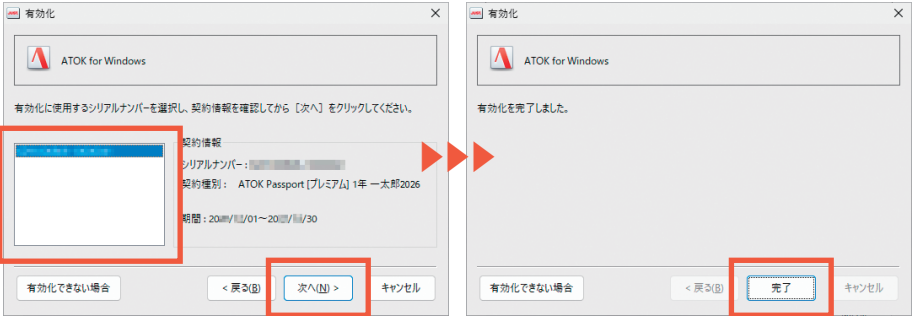 有効化
ATOK for Windows
有効化に使用するシリアルナンバーを選択し、契約情報を確認してから［次へ］をクリックしてください。
契約情報
シリアルナンバー：
契約種別： ATOK Passport [プレミアム] 1年 一太郎2026
期間：20 / /01～20 / /30
有効化できない場合
< 戻る(B)
次へ(N) >
キャンセル
有効化
ATOK for Windows
有効化を完了しました。
有効化できない場合
< 戻る(B)
完了
キャンセル